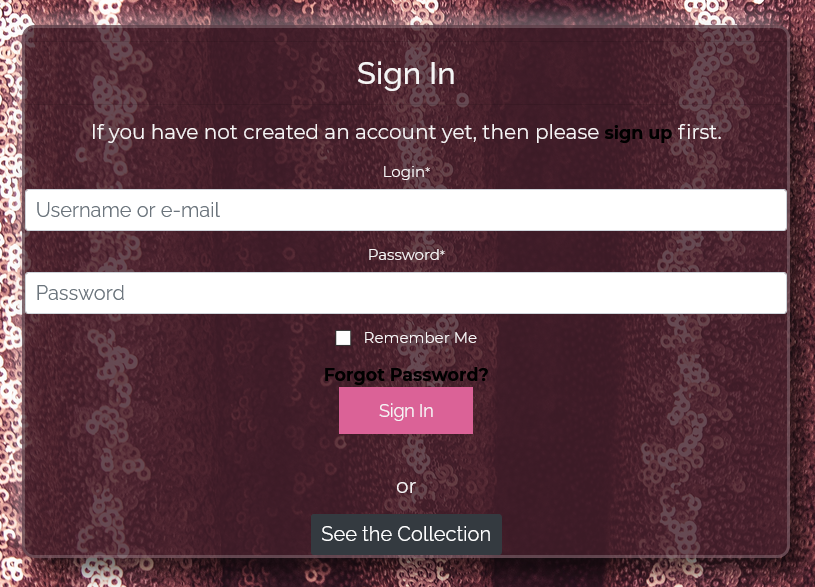 Sign In
If you have not created an account yet, then please sign up first.
Login*
Username or e-mail
Password*
Password
Remember Me
Forgot Password?
Sign In
or
See the Collection